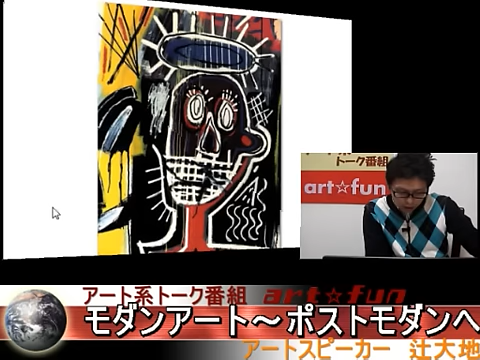 トーク番組
art☆fun
アート系トーク番組 art☆fun
モダンアート～ポストモダンへ
アートスピーカー 辻大地